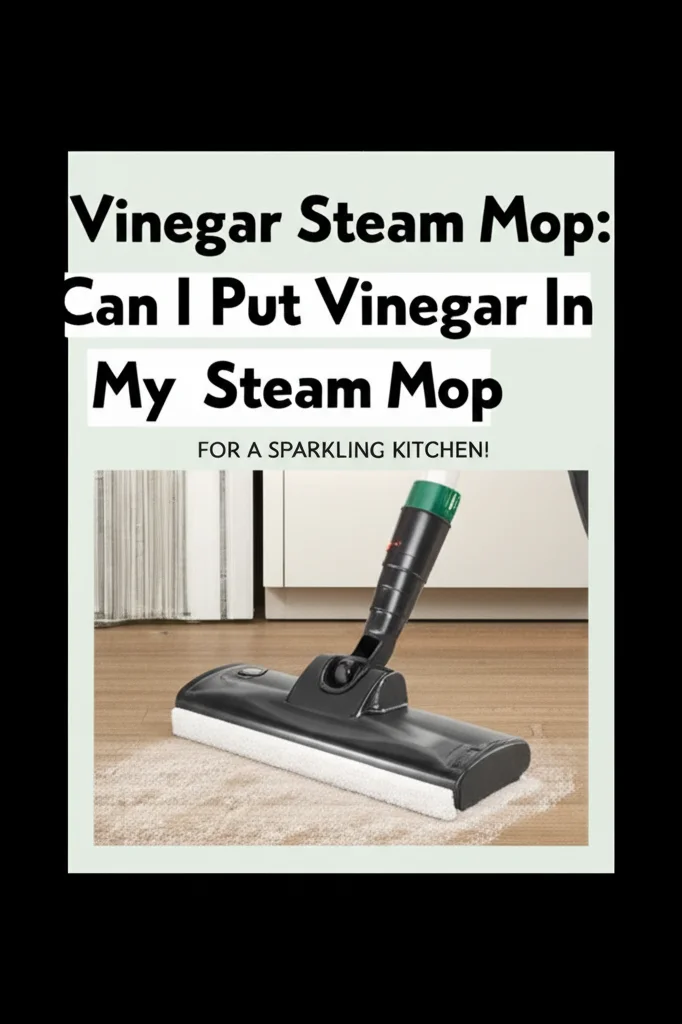 Vinegar Steam Mop:
Can I Put Vinegar In
My Steam Mop
FOR A SPARKLING KITCHEN!